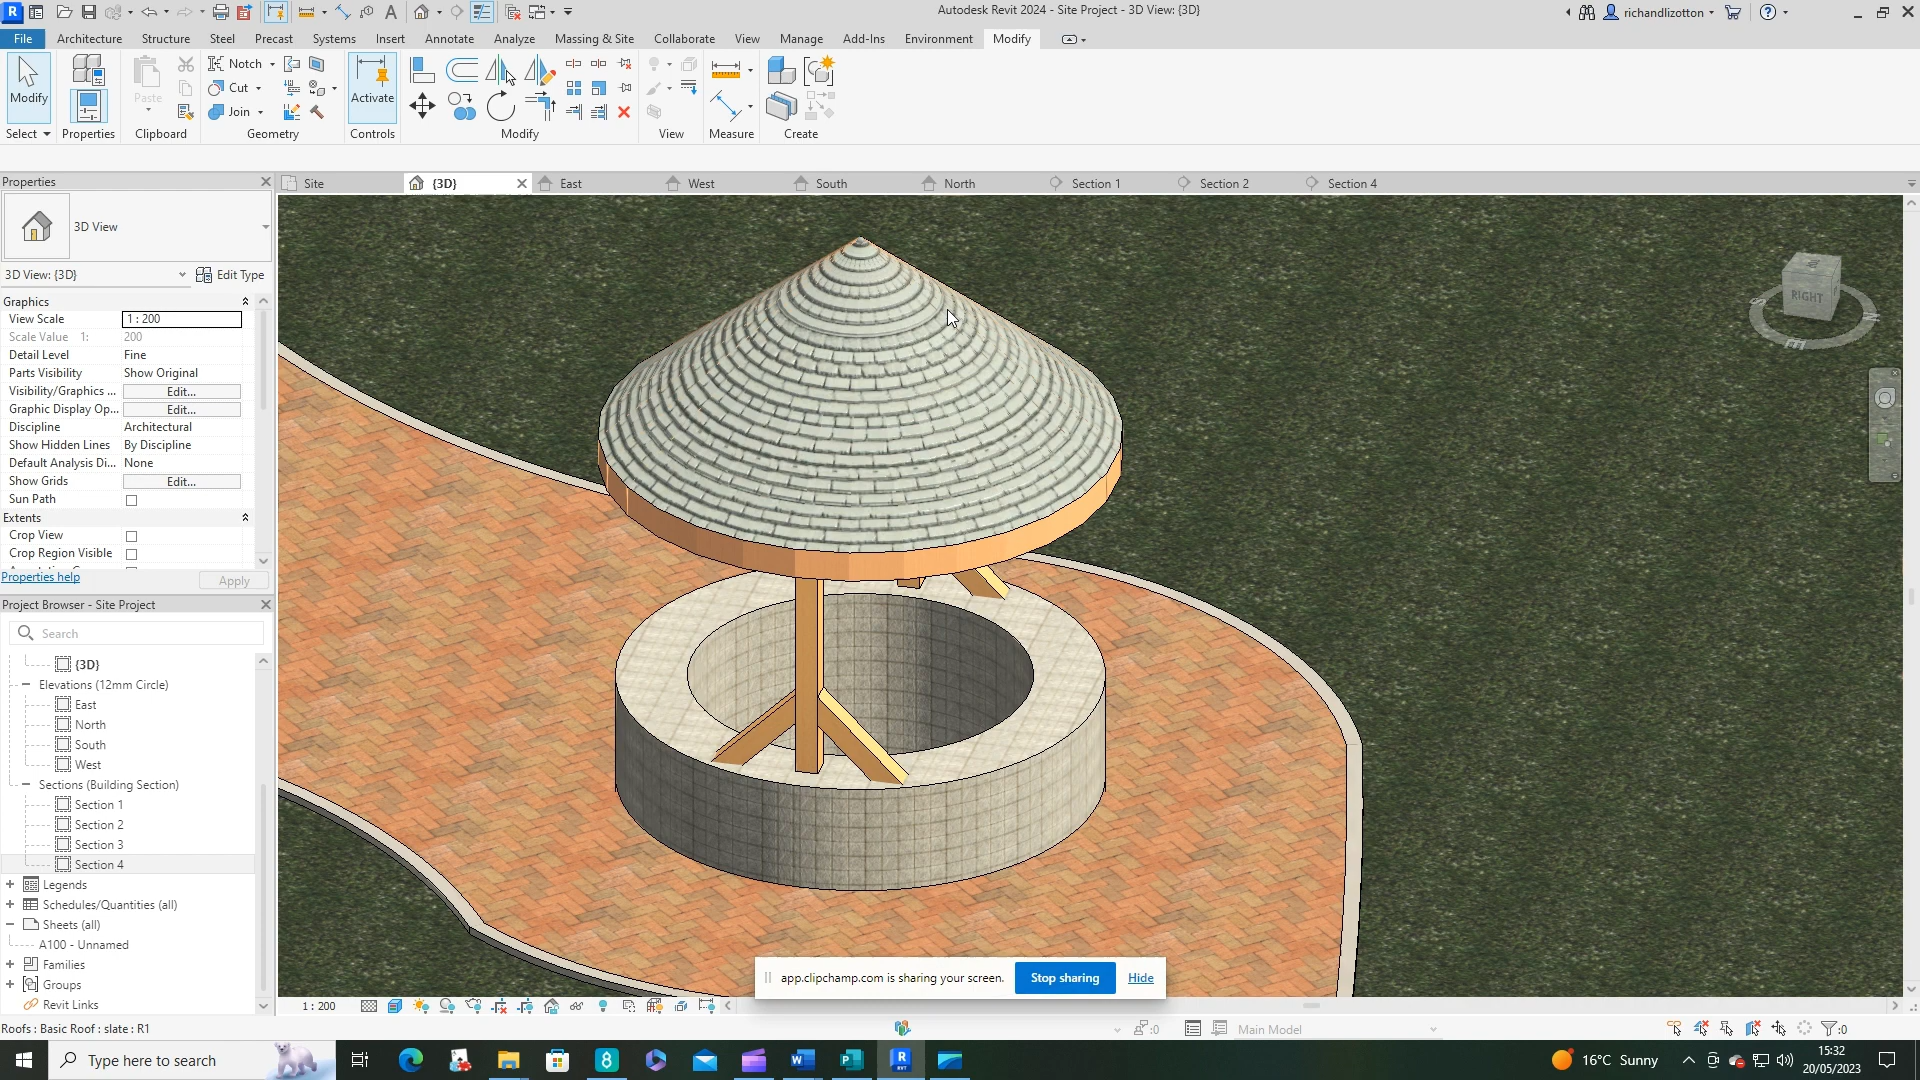 Autodesk Revit 2024 - Site Project - 3D View: {3D}
richandlizotton
File
Architecture
Structure
Steel
Precast
Systems
Insert
Annotate
Analyze
Massing & Site
Collaborate
View
Manage
Add-Ins
Environment
Modify
Modify
Paste
Notch
Cut
Join
Activate
Select
Properties
Clipboard
Geometry
Controls
Modify
View
Measure
Create
Properties
Site
{3D}
East
West
South
North
Section 1
Section 2
Section 4
3D View
3D View: {3D}
Edit Type
Graphics
View Scale
1 : 200
Scale Value 1:
200
Detail Level
Fine
Parts Visibility
Show Original
Visibility/Graphics ...
Edit...
Graphic Display Op...
Edit...
Discipline
Architectural
Show Hidden Lines
By Discipline
Default Analysis Di...
None
Show Grids
Edit...
Sun Path
Extents
Crop View
Crop Region Visible
Properties help
Apply
RIGHT
Project Browser - Site Project
Search
{3D}
Elevations (12mm Circle)
East
North
South
West
Sections (Building Section)
Section 1
Section 2
Section 3
Section 4
Legends
Schedules/Quantities (all)
Sheets (all)
A100 - Unnamed
Families
Groups
Revit Links
app.clipchamp.com is sharing your screen.
Stop sharing
Hide
1 : 200
Roofs : Basic Roof : slate : R1
:0
Main Model
:0
Type here to search
16°C Sunny
15:32
20/05/2023